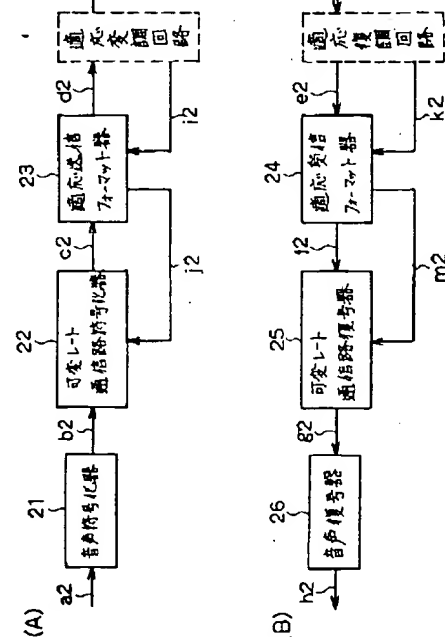 (A)
a2
21
音声符号化器
b2
22
可変レート
通信路符号化器
c2
23
適応送信
フォーマット器
d2
適応変調回路
i2
j2
(B)
h2
26
音声復号器
g2
25
可変レート
通信路復号器
f2
24
適応受信
フォーマット器
e2
適応復調回路
k2
m2